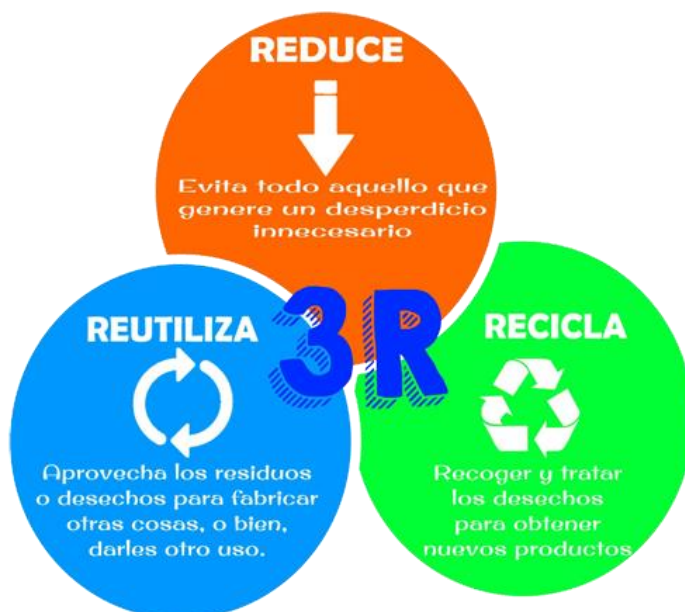 REDUCE
Evita todo aquello que
genere un desperdicio
innecesario
3R
REUTILIZA
Aprovecha los residuos
o desechos para fabricar
otras cosas, o bien,
darles otro uso.
RECICLA
Recoger y tratar
los desechos
para obtener
nuevos productos